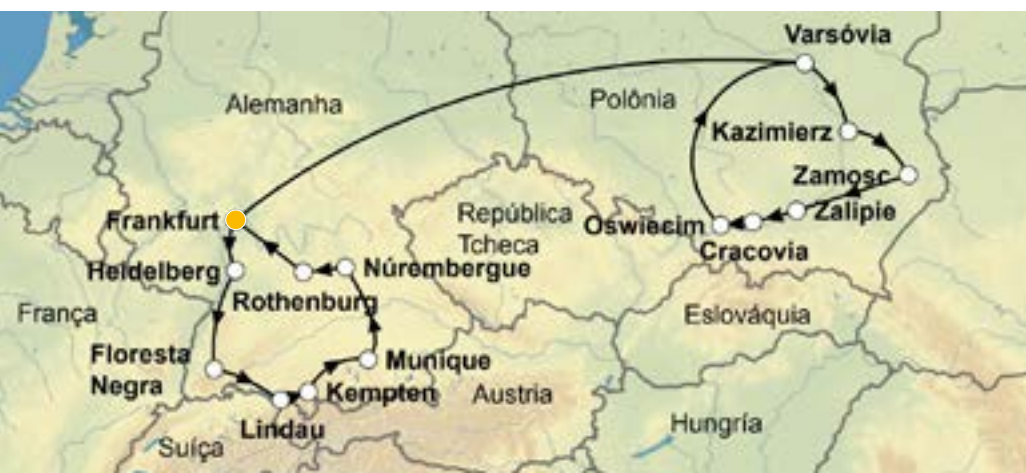 Varsóvia
Alemanha
Polônia
Kazimierz
Zamosc
Frankfurt
República
Tcheca
Oswiecim
Zalipie
Cracovia
Heidelberg
Núrembergue
Rothenburg
França
Eslováquia
Floresta
Negra
Munique
Kempten
Austria
Lindau
Hungría
Suíça